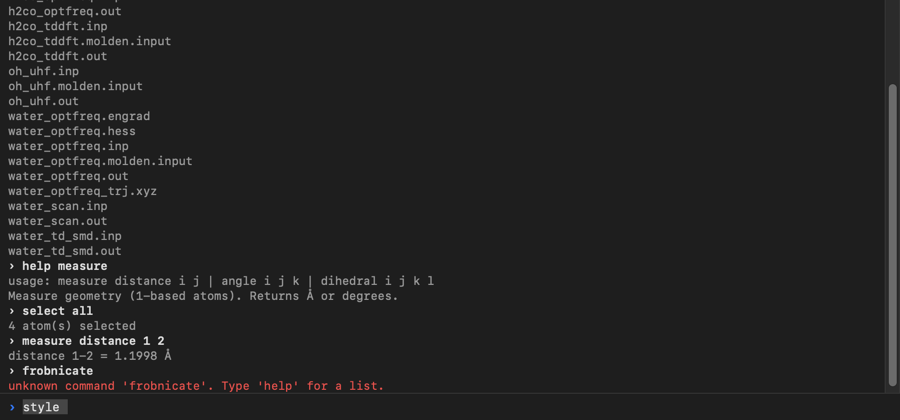 h2co_optfreq.out
h2co_tddft.inp
h2co_tddft.molden.input
h2co_tddft.out
oh_uhf.inp
oh_uhf.molden.input
oh_uhf.out
water_optfreq.engrad
water_optfreq.hess
water_optfreq.inp
water_optfreq.molden.input
water_optfreq.out
water_optfreq_trj.xyz
water_scan.inp
water_scan.out
water_td_smd.inp
water_td_smd.out
› help measure
usage: measure distance i j | angle i j k | dihedral i j k l
Measure geometry (1-based atoms). Returns Å or degrees.
› select all
4 atom(s) selected
› measure distance 1 2
distance 1–2 = 1.1998 Å
› frobnicate
unknown command 'frobnicate'. Type 'help' for a list.
› style